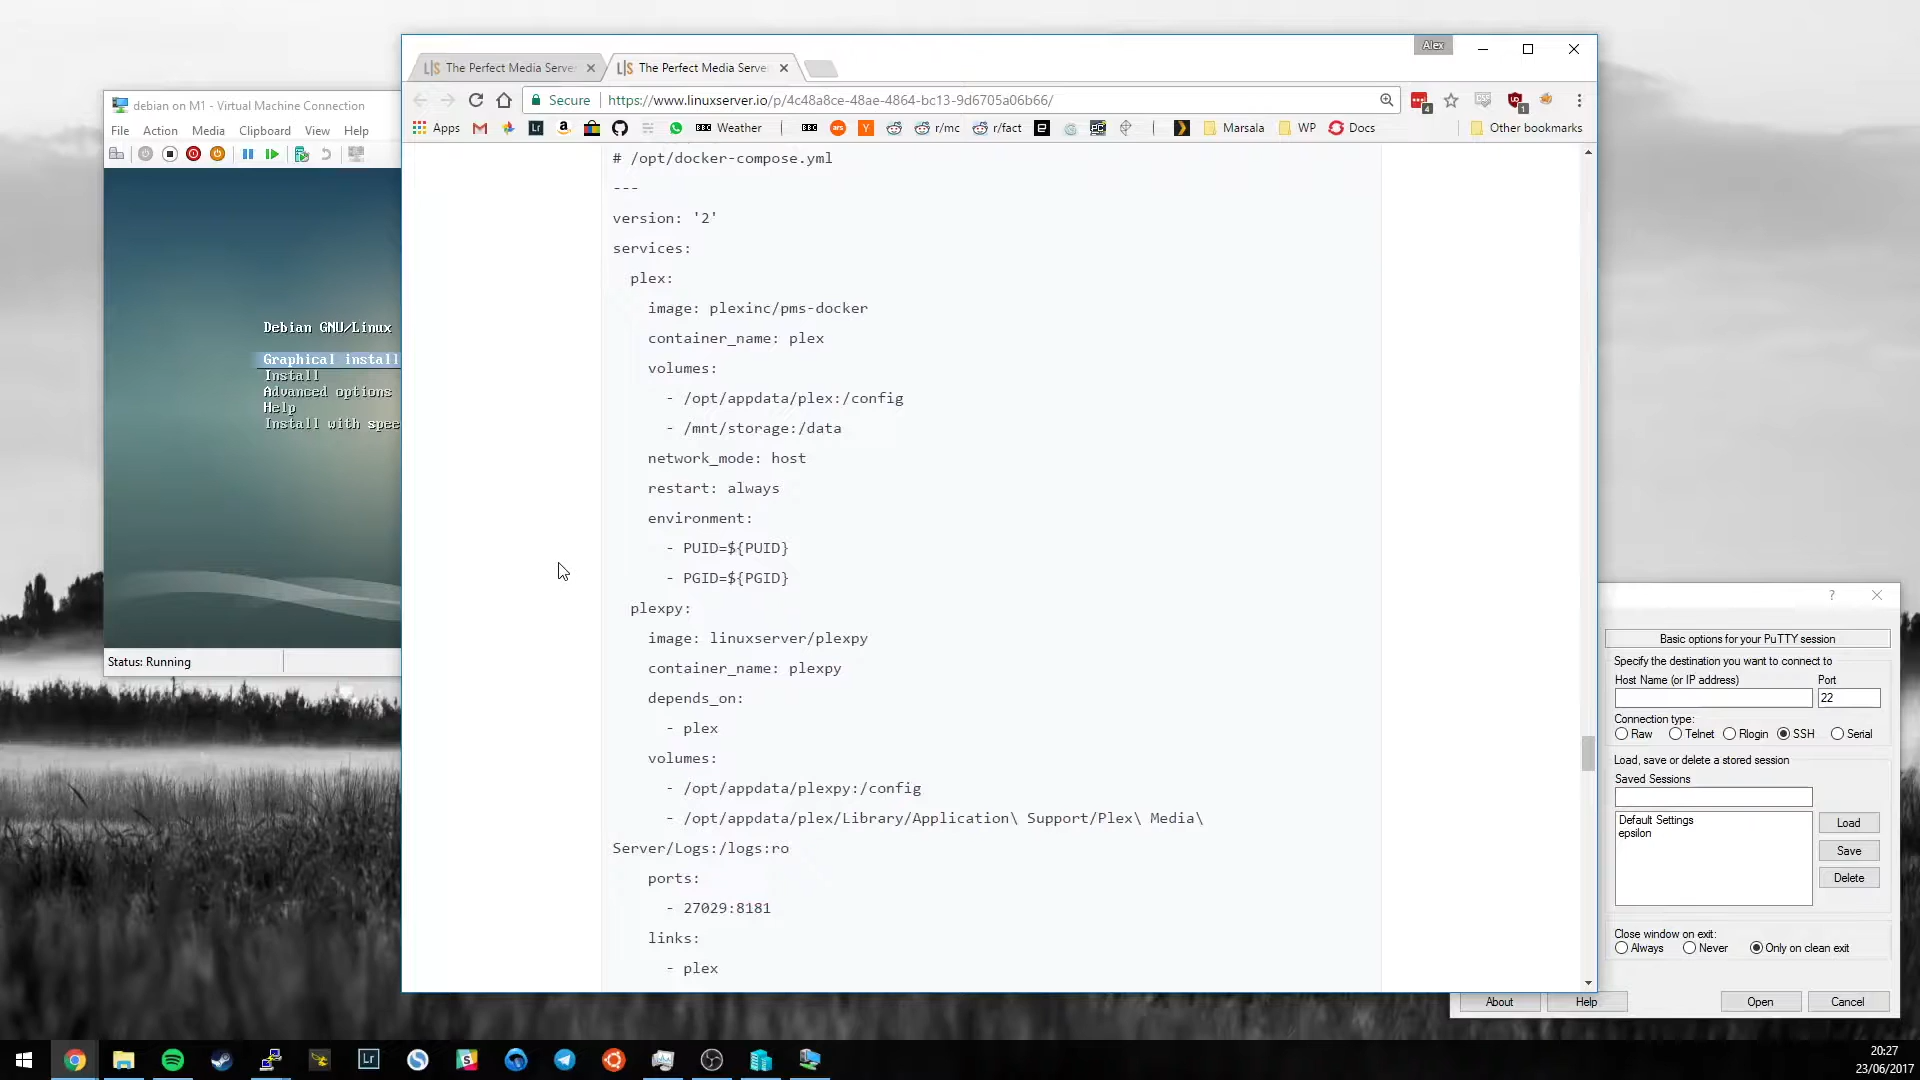 Alex
The Perfect Media Serve
The Perfect Media Serve
debian on M1 - Virtual Machine Connection
Secure https://www.linuxserver.io/p/4c48a8ce-48ae-4864-bc13-9d6705a06b66/
File Action Media Clipboard View Help
Apps Weather r/mc r/fact Marsala WP Docs Other bookmarks
# /opt/docker-compose.yml
---
version: '2'
services:
plex:
image: plexinc/pms-docker
container_name: plex
volumes:
- /opt/appdata/plex:/config
- /mnt/storage:/data
network_mode: host
restart: always
environment:
- PUID=${PUID}
- PGID=${PGID}
plexpy:
image: linuxserver/plexpy
container_name: plexpy
depends_on:
- plex
volumes:
- /opt/appdata/plexpy:/config
- /opt/appdata/plex/Library/Application\ Support/Plex\ Media\
Server/Logs:/logs:ro
ports:
- 27029:8181
links:
- plex
Debian GNU/Linux
Graphical install
Install
Advanced options
Help
Install with spee
Status: Running
Basic options for your PuTTY session
Specify the destination you want to connect to
Host Name (or IP address) Port
22
Connection type:
Raw Telnet Rlogin SSH Serial
Load, save or delete a stored session
Saved Sessions
Default Settings
epsilon
Load
Save
Delete
Close window on exit:
Always Never Only on clean exit
About Help Open Cancel
20:27
23/06/2017